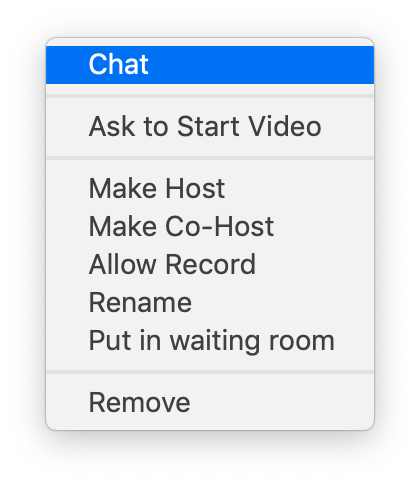 Chat
Ask to Start Video
Make Host
Make Co-Host
Allow Record
Rename
Put in waiting room
Remove